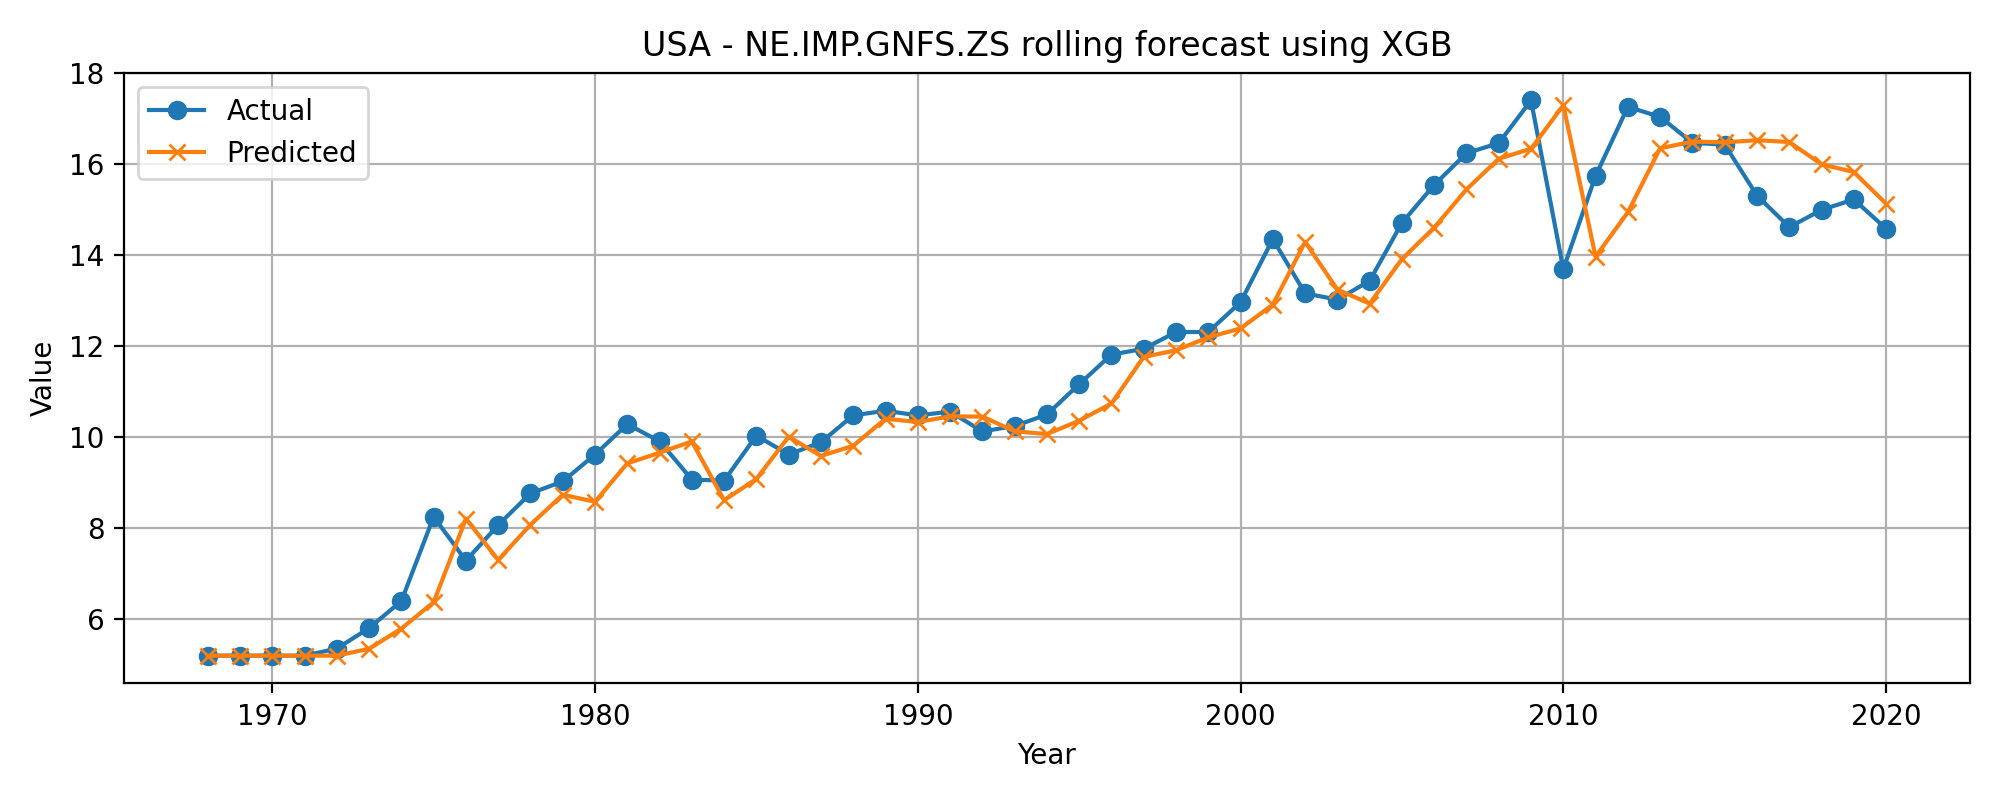 USA - NE.IMP.GNFS.ZS rolling forecast using XGB
Actual
Predicted
Value
18
16
14
12
10
8
6
1970 1980 1990 2000 2010 2020
Year